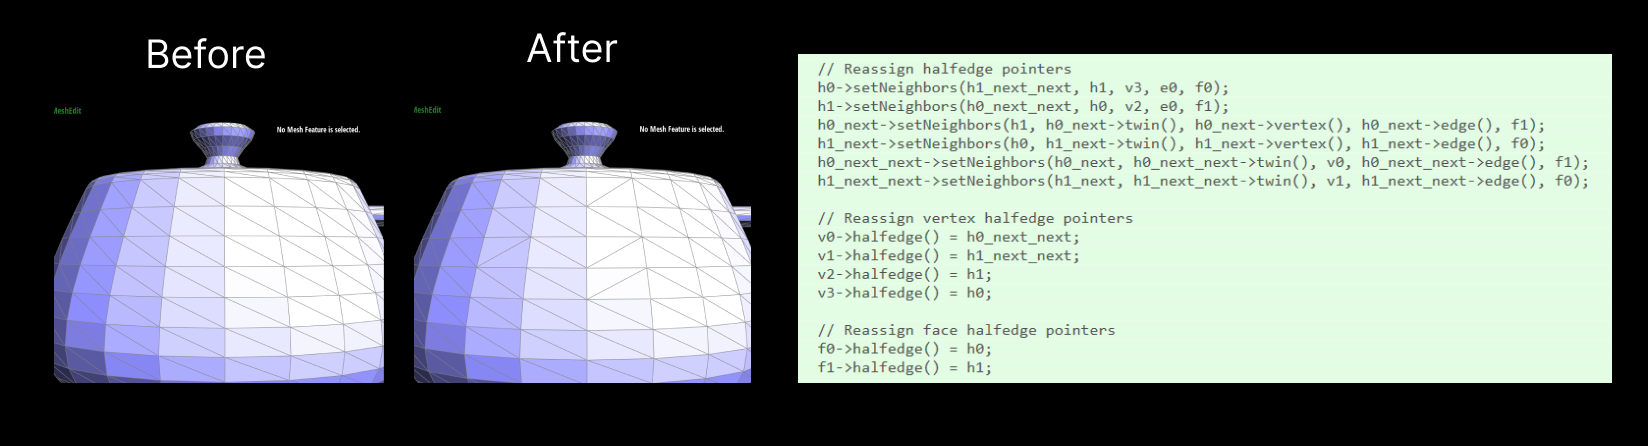 Before
After
MeshEdit
No Mesh Feature is selected.
MeshEdit
No Mesh Feature is selected.
// Reassign halfedge pointers
h0->setNeighbors(h1_next_next, h1, v3, e0, f0);
h1->setNeighbors(h0_next_next, h0, v2, e0, f1);
h0_next->setNeighbors(h1, h0_next->twin(), h0_next->vertex(), h0_next->edge(), f1);
h1_next->setNeighbors(h0, h1_next->twin(), h1_next->vertex(), h1_next->edge(), f0);
h0_next_next->setNeighbors(h0_next, h0_next_next->twin(), v0, h0_next_next->edge(), f1);
h1_next_next->setNeighbors(h1_next, h1_next_next->twin(), v1, h1_next_next->edge(), f0);
// Reassign vertex halfedge pointers
v0->halfedge() = h0_next_next;
v1->halfedge() = h1_next_next;
v2->halfedge() = h1;
v3->halfedge() = h0;
// Reassign face halfedge pointers
f0->halfedge() = h0;
f1->halfedge() = h1;